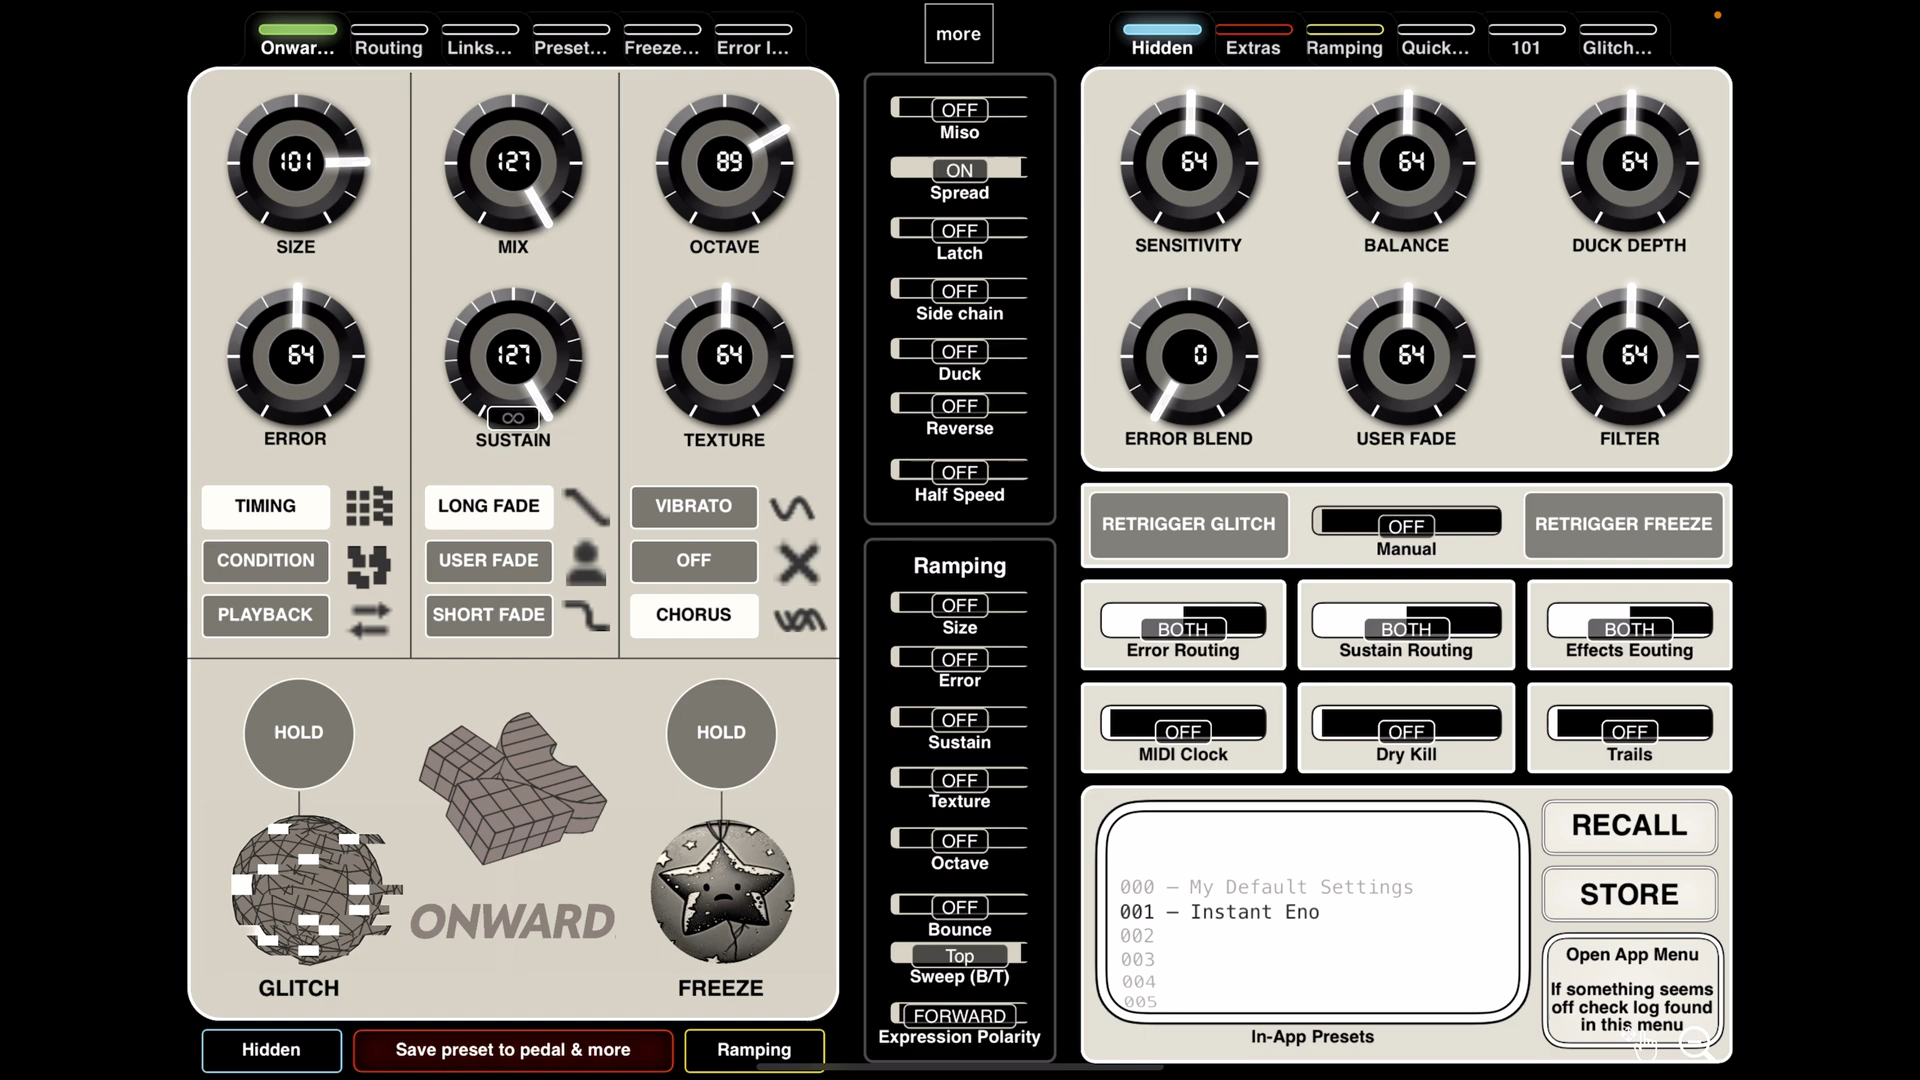 Onwar...
Routing
Links...
Preset...
Freeze...
Error I...
more
Hidden
Extras
Ramping
Quick...
101
Glitch...
101
127
89
SIZE
MIX
OCTAVE
64
127
64
∞
ERROR
SUSTAIN
TEXTURE
TIMING
LONG FADE
VIBRATO
CONDITION
USER FADE
OFF
PLAYBACK
SHORT FADE
CHORUS
HOLD
HOLD
ONWARD
GLITCH
FREEZE
Hidden
Save preset to pedal & more
Ramping
OFF
Miso
ON
Spread
OFF
Latch
OFF
Side chain
OFF
Duck
OFF
Reverse
OFF
Half Speed
Ramping
OFF
Size
OFF
Error
OFF
Sustain
OFF
Texture
OFF
Octave
OFF
Bounce
Top
Sweep (B/T)
FORWARD
Expression Polarity
64
64
64
SENSITIVITY
BALANCE
DUCK DEPTH
0
64
64
ERROR BLEND
USER FADE
FILTER
RETRIGGER GLITCH
OFF
Manual
RETRIGGER FREEZE
BOTH
Error Routing
BOTH
Sustain Routing
BOTH
Effects Eouting
OFF
MIDI Clock
OFF
Dry Kill
OFF
Trails
000 – My Default Settings
001 – Instant Eno
002
003
004
005
In-App Presets
RECALL
STORE
Open App Menu
If something seems
off check log found
in this menu